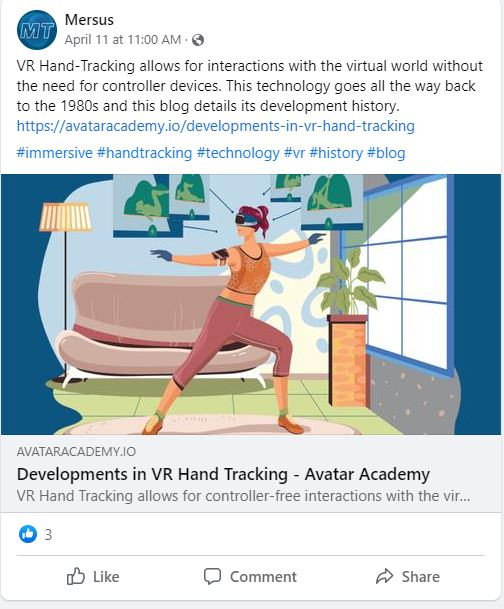 MT
Mersus
April 11 at 11:00 AM ·
VR Hand-Tracking allows for interactions with the virtual world without
the need for controller devices. This technology goes all the way back
to the 1980s and this blog details its development history.
https://avataracademy.io/developments-in-vr-hand-tracking
#immersive #handtracking #technology #vr #history #blog
AVATARACADEMY.IO
Developments in VR Hand Tracking - Avatar Academy
VR Hand Tracking allows for controller-free interactions with the vir...
3
Like
Comment
Share